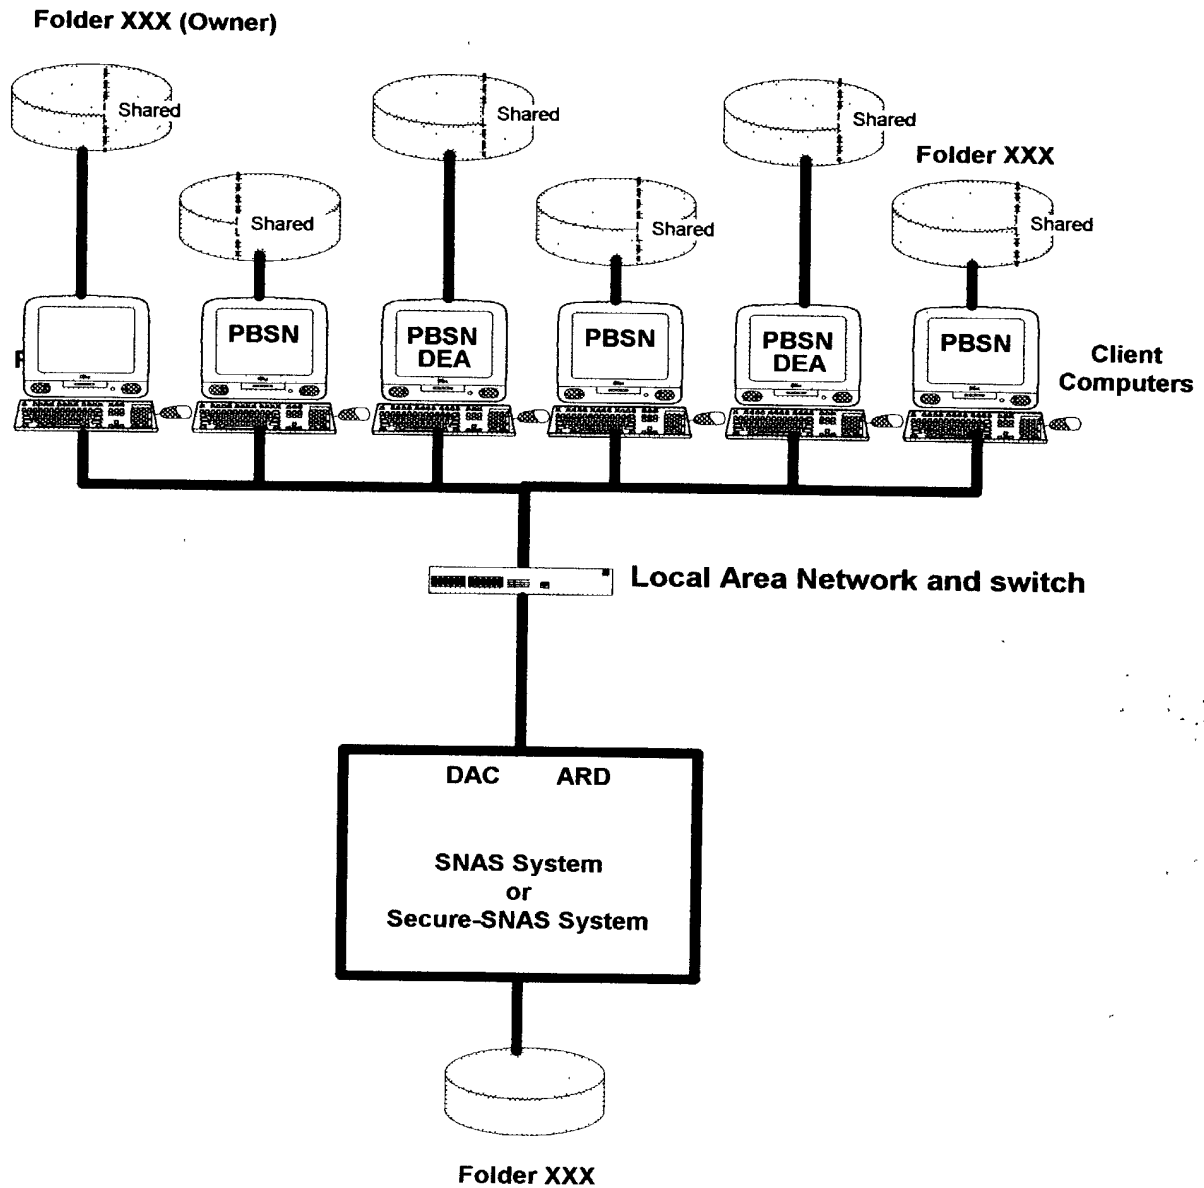 Folder XXX (Owner)
Shared
Shared
Shared
Shared
Shared
Folder XXX
Shared
PBSN
PBSN
DEA
PBSN
PBSN
DEA
PBSN
Client
Computers
Local Area Network and switch
DAC ARD
SNAS System
or
Secure-SNAS System
Folder XXX